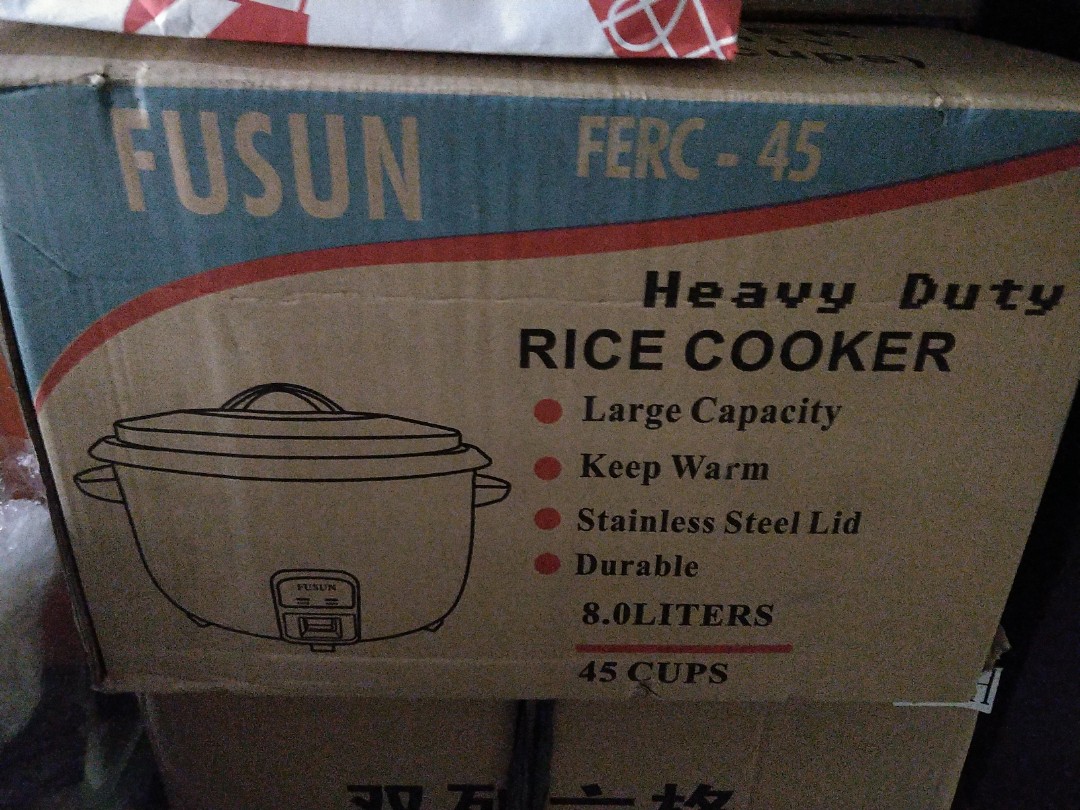 cups)
FUSUN
FERC - 45
Heavy Duty
RICE COOKER
Large Capacity
Keep Warm
Stainless Steel Lid
Durable
FUSUN
8.0LITERS
45 CUPS